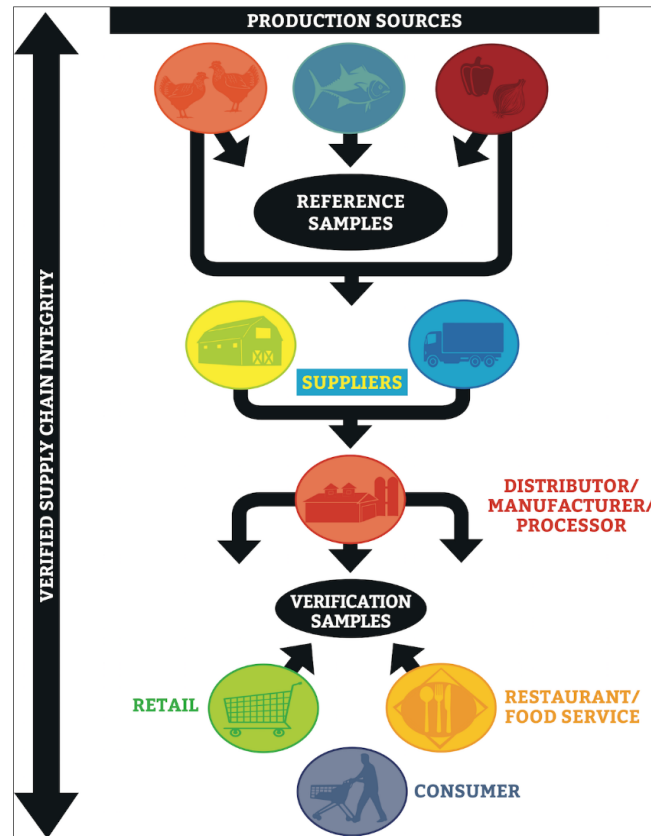 PRODUCTION SOURCES
VERIFIED SUPPLY CHAIN INTEGRITY
REFERENCE
SAMPLES
SUPPLIERS
DISTRIBUTOR/
MANUFACTURER/
PROCESSOR
VERIFICATION
SAMPLES
RETAIL
RESTAURANT/
FOOD SERVICE
CONSUMER